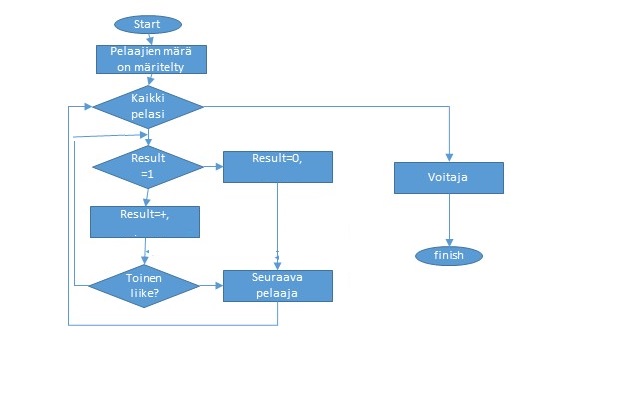 Start
Pelaajien märä
on märitelty
Kaikki
pelasi
Result
=1
Result=0,
Voitaja
Result=+,
.
Toinen
liike?
Seuraava
pelaaja
finish